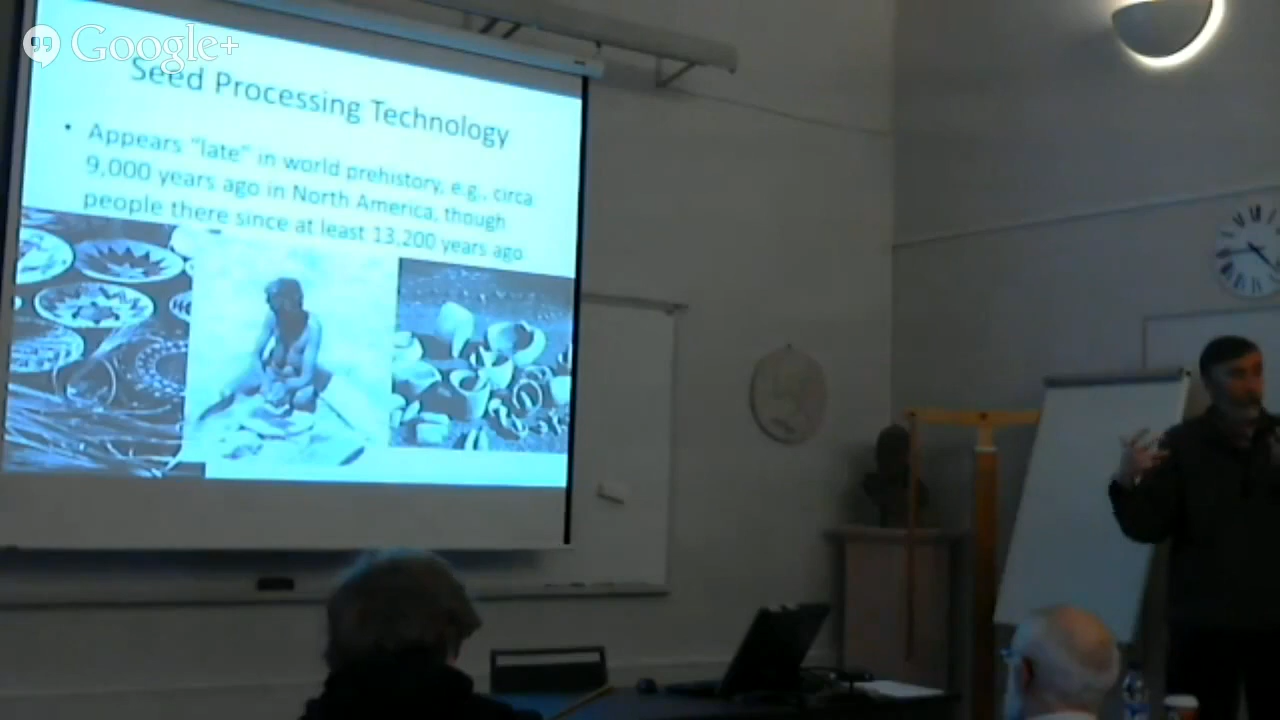 Google+
Seed Processing Technology
• Appears "late" in world prehistory, e.g., circa
9,000 years ago in North America, though
people there since at least 13,200 years ago